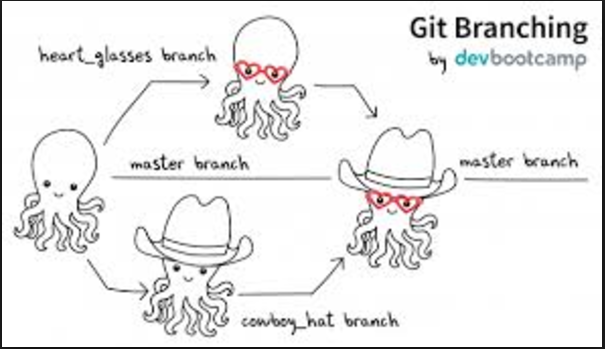 Git Branching
by devbootcamp
heart_glasses branch
master branch
master branch
cowboy_hat branch